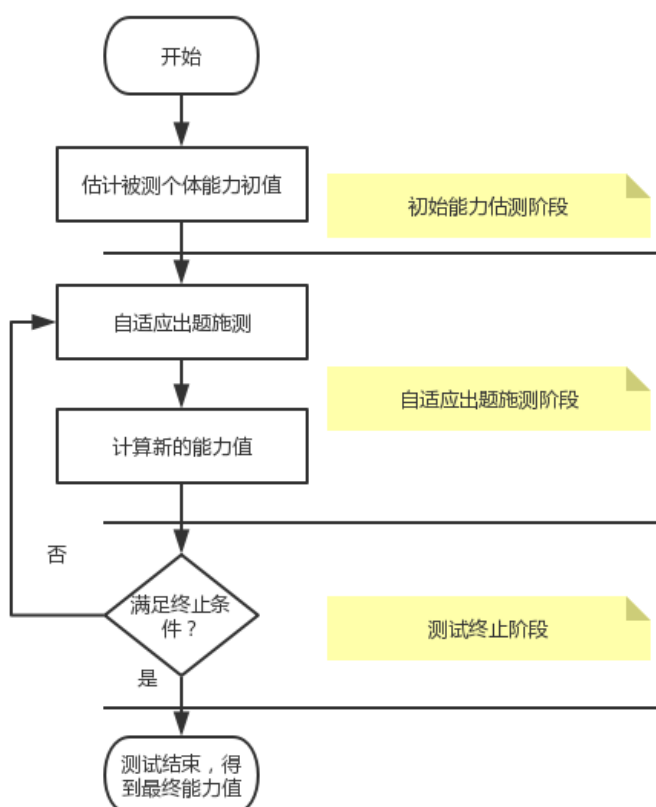 开始
估计被测个体能力初值
初始能力估测阶段
自适应出题施测
自适应出题施测阶段
计算新的能力值
否
满足终止条
件？
测试终止阶段
是
测试结束，得
到最终能力值